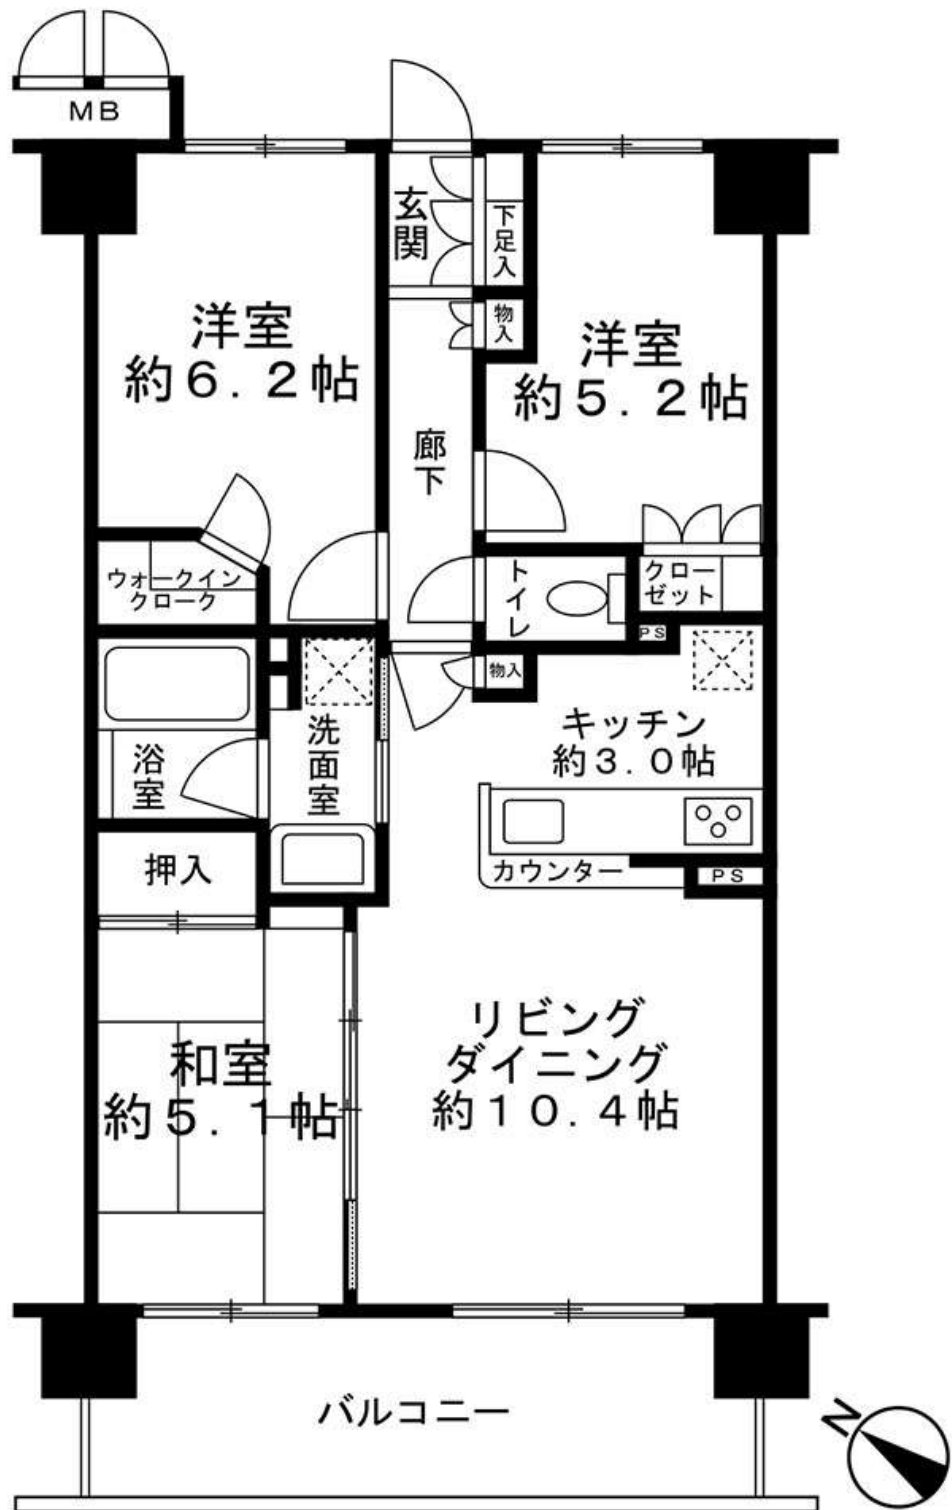 MB
玄関
下足入
物入
洋室
約6.2帖
洋室
約5.2帖
廊下
ウォークイン
クローク
トイレ
クロー
ゼット
PS
物入
キッチン
約3.0帖
洗面室
浴室
カウンター
PS
押入
リビング
ダイニング
約10.4帖
和室
約5.1帖
バルコニー
N